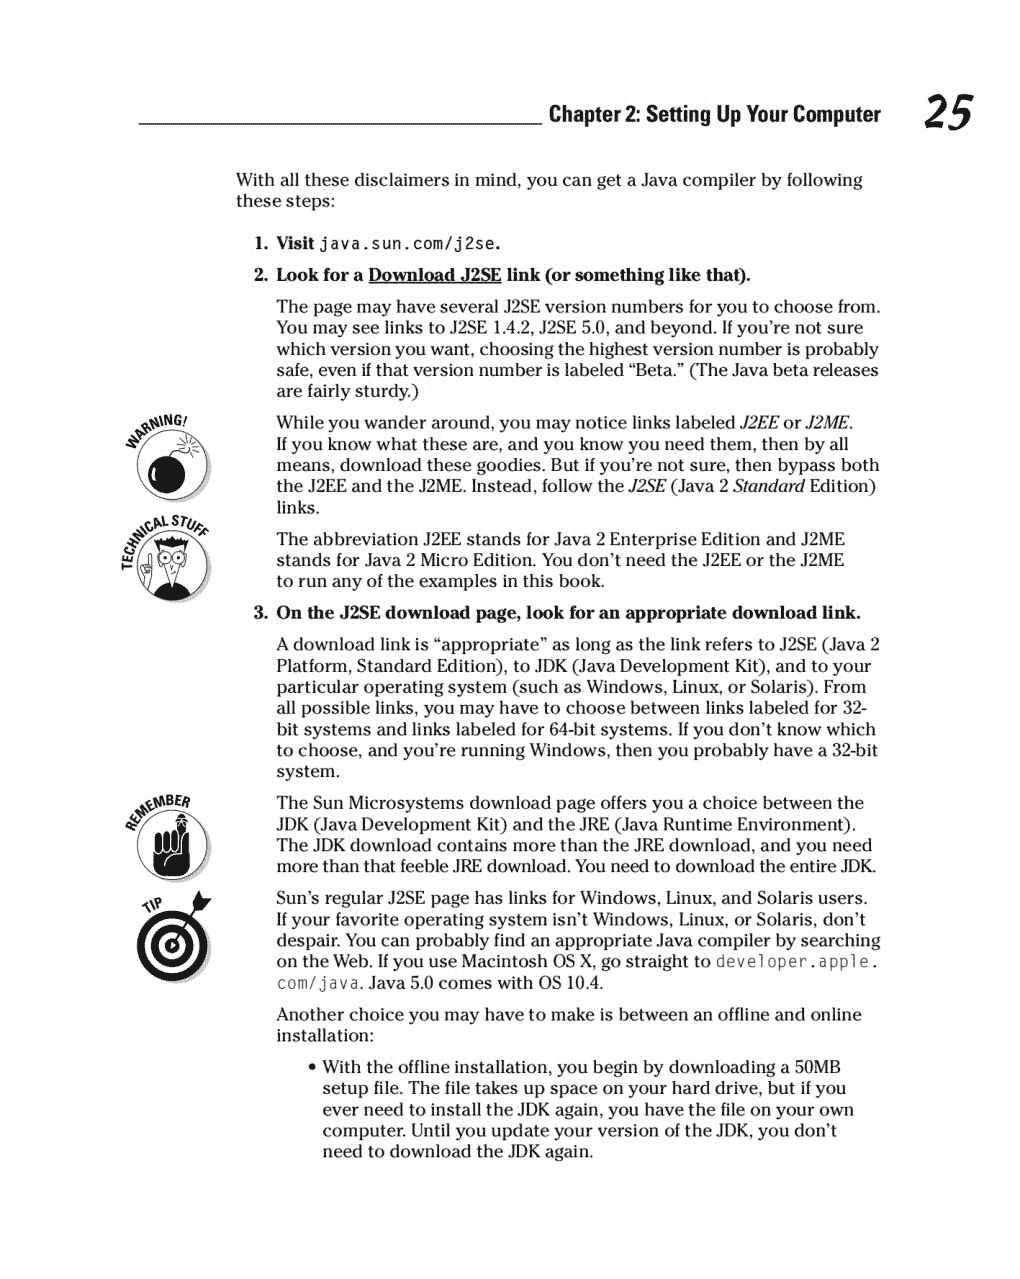 Chapter 2: Setting Up Your Computer 25
With all these disclaimers in mind, you can get a Java compiler by following
these steps:
1. Visit java.sun.com/j2se.
2. Look for a Download J2SE link (or something like that).
The page may have several J2SE version numbers for you to choose from.
You may see links to J2SE 1.4.2, J2SE 5.0, and beyond. If you’re not sure
which version you want, choosing the highest version number is probably
safe, even if that version number is labeled “Beta.” (The Java beta releases
are fairly sturdy.)
WARNING!
While you wander around, you may notice links labeled J2EE or J2ME.
If you know what these are, and you know you need them, then by all
means, download these goodies. But if you’re not sure, then bypass both
the J2EE and the J2ME. Instead, follow the J2SE (Java 2 Standard Edition)
links.
TECHNICAL STUFF
The abbreviation J2EE stands for Java 2 Enterprise Edition and J2ME
stands for Java 2 Micro Edition. You don’t need the J2EE or the J2ME
to run any of the examples in this book.
3. On the J2SE download page, look for an appropriate download link.
A download link is “appropriate” as long as the link refers to J2SE (Java 2
Platform, Standard Edition), to JDK (Java Development Kit), and to your
particular operating system (such as Windows, Linux, or Solaris). From
all possible links, you may have to choose between links labeled for 32-
bit systems and links labeled for 64-bit systems. If you don’t know which
to choose, and you’re running Windows, then you probably have a 32-bit
system.
REMEMBER
The Sun Microsystems download page offers you a choice between the
JDK (Java Development Kit) and the JRE (Java Runtime Environment).
The JDK download contains more than the JRE download, and you need
more than that feeble JRE download. You need to download the entire JDK.
TIP
Sun’s regular J2SE page has links for Windows, Linux, and Solaris users.
If your favorite operating system isn’t Windows, Linux, or Solaris, don’t
despair. You can probably find an appropriate Java compiler by searching
on the Web. If you use Macintosh OS X, go straight to developer.apple.
com/java. Java 5.0 comes with OS 10.4.
Another choice you may have to make is between an offline and online
installation:
• With the offline installation, you begin by downloading a 50MB
setup file. The file takes up space on your hard drive, but if you
ever need to install the JDK again, you have the file on your own
computer. Until you update your version of the JDK, you don’t
need to download the JDK again.